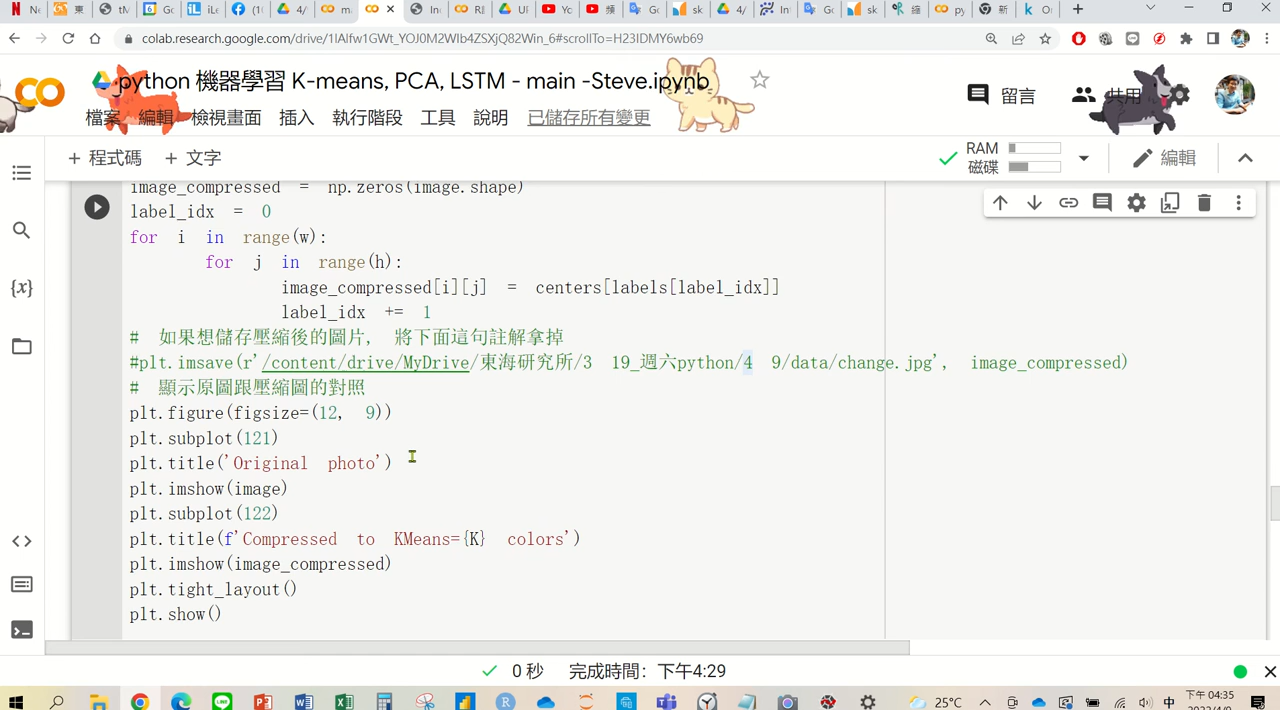 colab.research.google.com/drive/1lAlfw1GWt_YOJ0M2Wlb4ZSXjQ82Win_6#scrollTo=H23IDMY6wb69
python 機器學習 K-means, PCA, LSTM - main -Steve.ipynb
留言
共用
檔案 編輯 檢視畫面 插入 執行階段 工具 說明 已儲存所有變更
+ 程式碼 + 文字
RAM
磁碟
編輯
image_compressed = np.zeros(image.shape)
label_idx = 0
for i in range(w):
for j in range(h):
image_compressed[i][j] = centers[labels[label_idx]]
label_idx += 1
# 如果想儲存壓縮後的圖片, 將下面這句註解拿掉
#plt.imsave(r'/content/drive/MyDrive/東海研究所/3 19_週六python/4 9/data/change.jpg', image_compressed)
# 顯示原圖跟壓縮圖的對照
plt.figure(figsize=(12, 9))
plt.subplot(121)
plt.title('Original photo')
plt.imshow(image)
plt.subplot(122)
plt.title(f'Compressed to KMeans={K} colors')
plt.imshow(image_compressed)
plt.tight_layout()
plt.show()
0 秒 完成時間: 下午4:29
25°C
中
下午 04:35